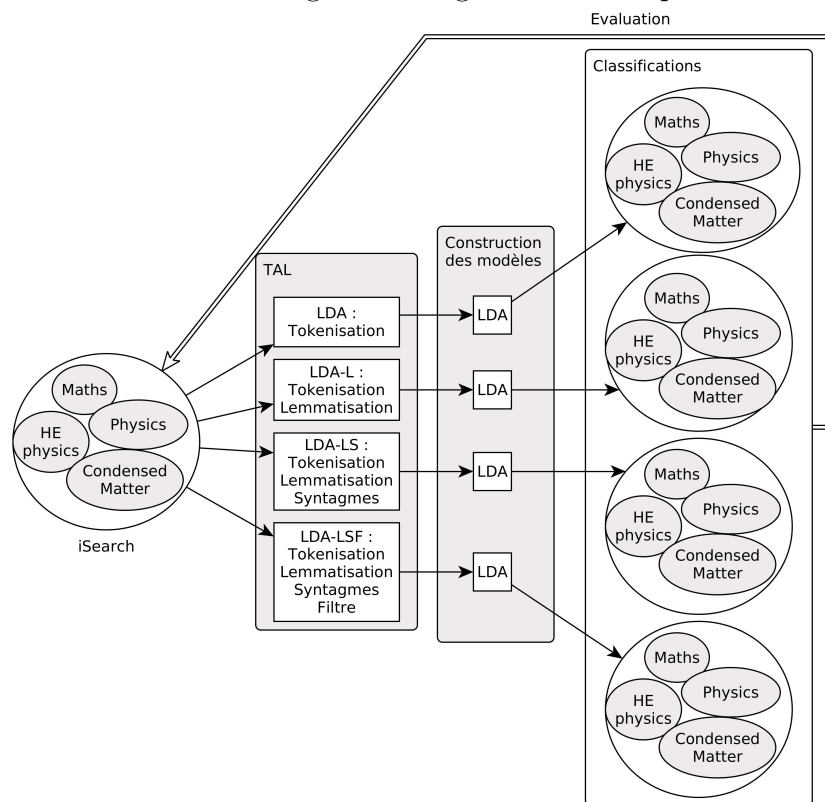 Evaluation
Classifications
Maths
Physics
HE
physics
Condensed
Matter
Maths
Physics
HE
physics
Condensed
Matter
Maths
Physics
HE
physics
Condensed
Matter
Maths
Physics
HE
physics
Condensed
Matter
Construction
des modèles
LDA
LDA
LDA
LDA
TAL
LDA :
Tokenisation
LDA-L :
Tokenisation
Lemmatisation
LDA-LS :
Tokenisation
Lemmatisation
Syntagmes
LDA-LSF :
Tokenisation
Lemmatisation
Syntagmes
Filtre
Maths
Physics
HE
physics
Condensed
Matter
iSearch